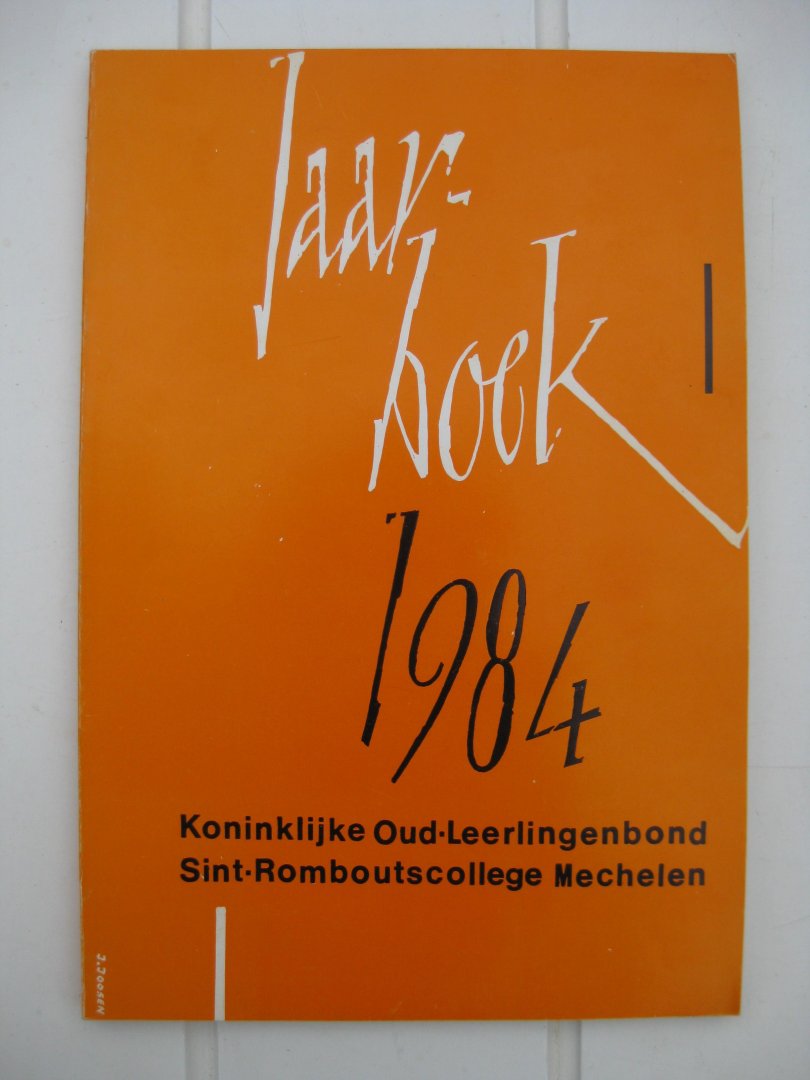 Jaar-
boek
1984
Koninklijke Oud-Leerlingenbond
Sint-Romboutscollege Mechelen
J. JOOSEN